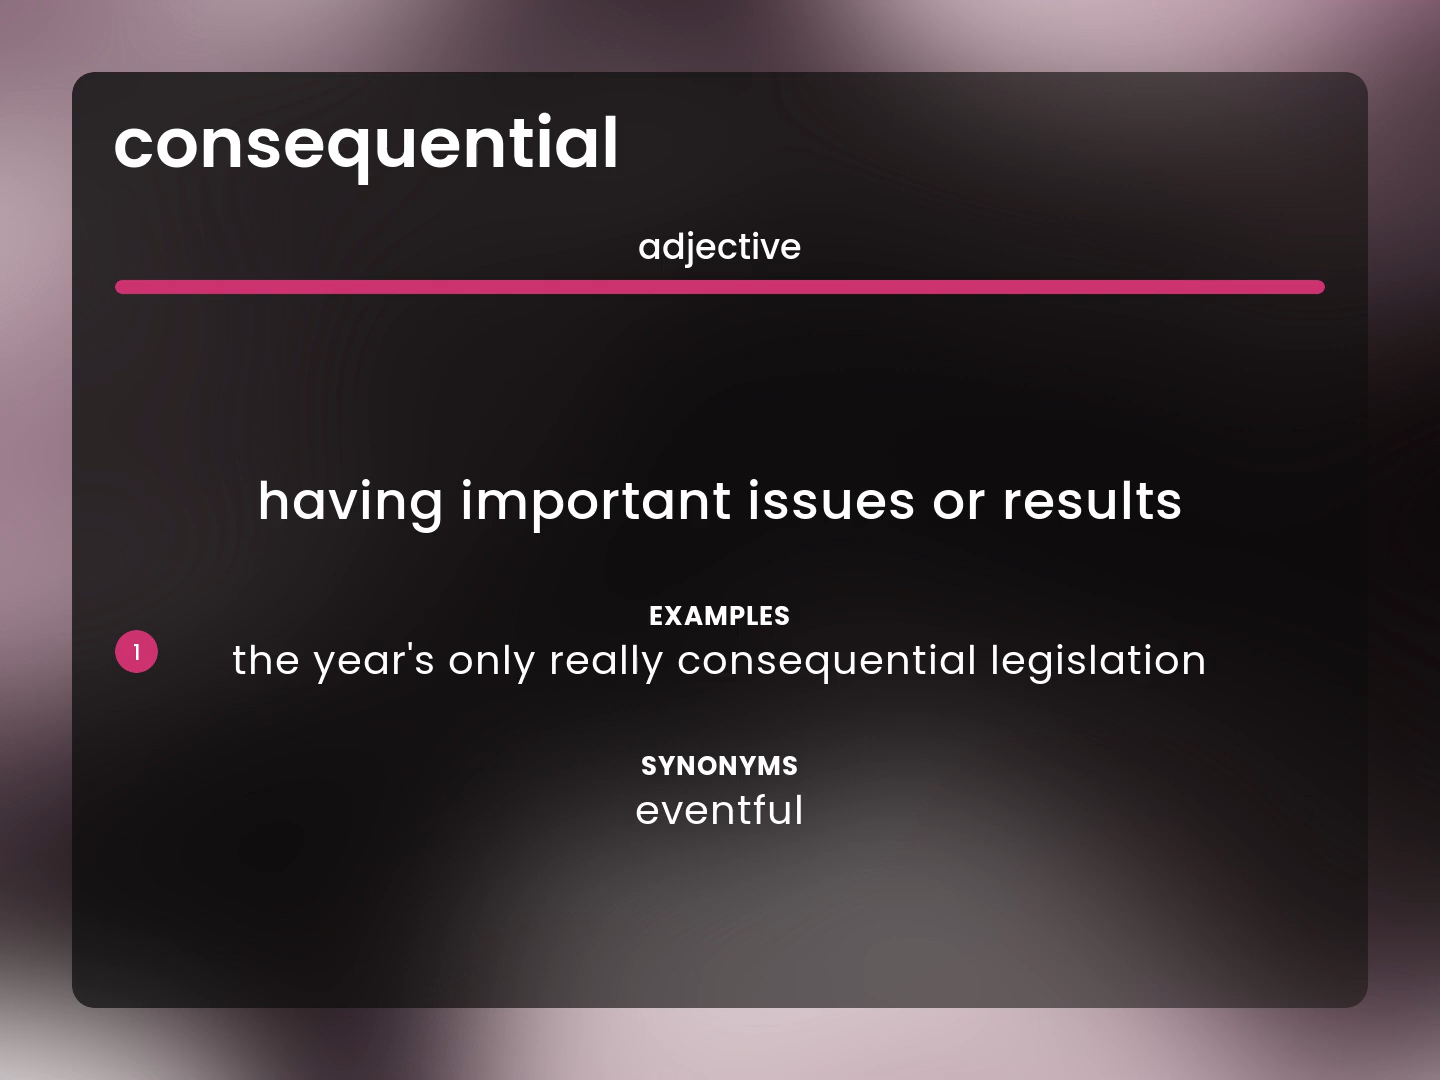 consequential
adjective
having important issues or results
EXAMPLES
1 the year's only really consequential legislation
SYNONYMS
eventful